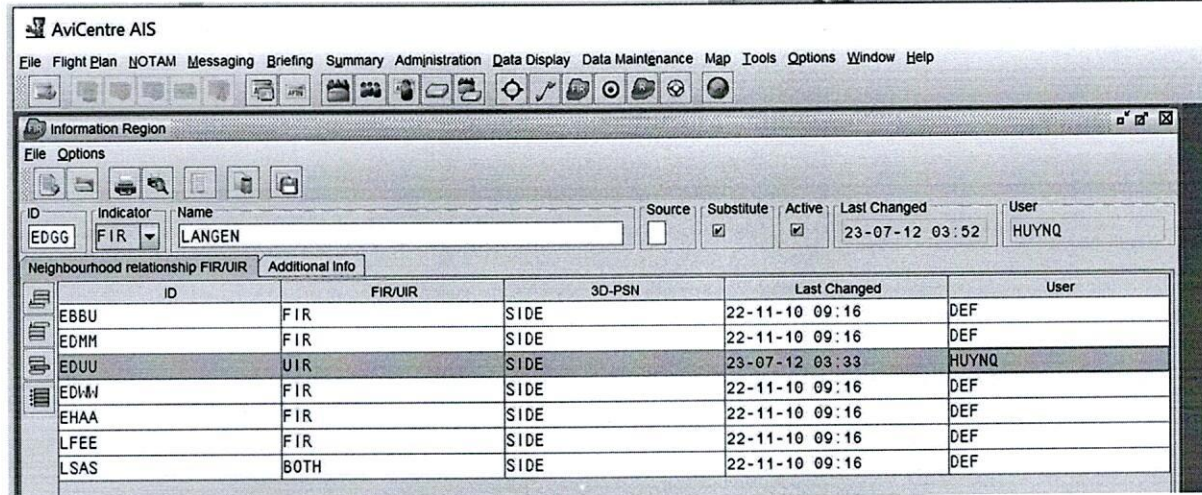 AviCentre AIS
File Flight Plan NOTAM Messaging Briefing Summary Administration Data Display Data Maintenance Map Tools Options Window Help
Information Region
File Options
ID Indicator Name Source Substitute Active Last Changed User
EDGG FIR LANGEN 23-07-12 03:52 HUYNQ
Neighbourhood relationship FIR/UIR Additional Info
ID FIR/UIR 3D-PSN Last Changed User
EBBU FIR SIDE 22-11-10 09:16 DEF
EDMM FIR SIDE 22-11-10 09:16 DEF
EDUU UIR SIDE 23-07-12 03:33 HUYNQ
EDWW FIR SIDE 22-11-10 09:16 DEF
EHAA FIR SIDE 22-11-10 09:16 DEF
LFEE FIR SIDE 22-11-10 09:16 DEF
LSAS BOTH SIDE 22-11-10 09:16 DEF